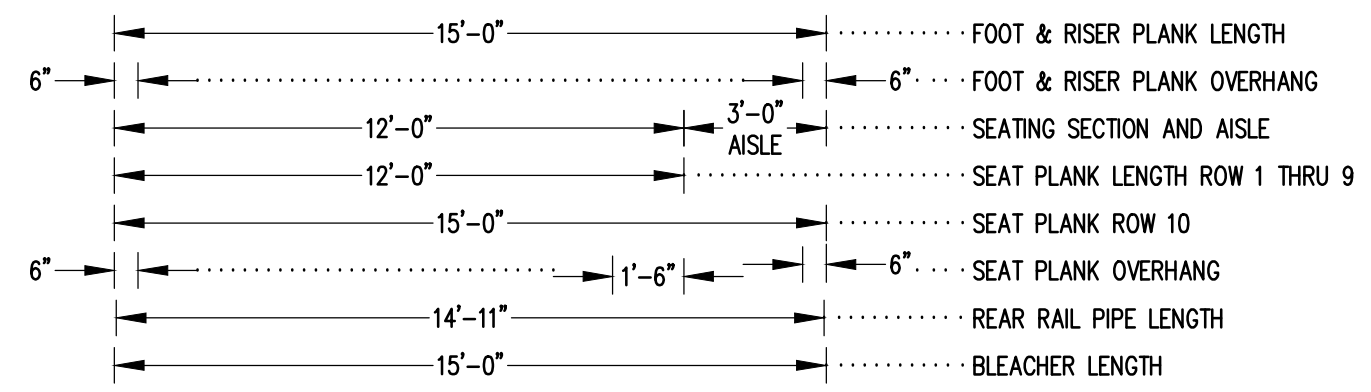 15'-0" FOOT & RISER PLANK LENGTH
6" 6" FOOT & RISER PLANK OVERHANG
12'-0" 3'-0" AISLE SEATING SECTION AND AISLE
12'-0" SEAT PLANK LENGTH ROW 1 THRU 9
15'-0" SEAT PLANK ROW 10
6" 1'-6" 6" SEAT PLANK OVERHANG
14'-11" REAR RAIL PIPE LENGTH
15'-0" BLEACHER LENGTH